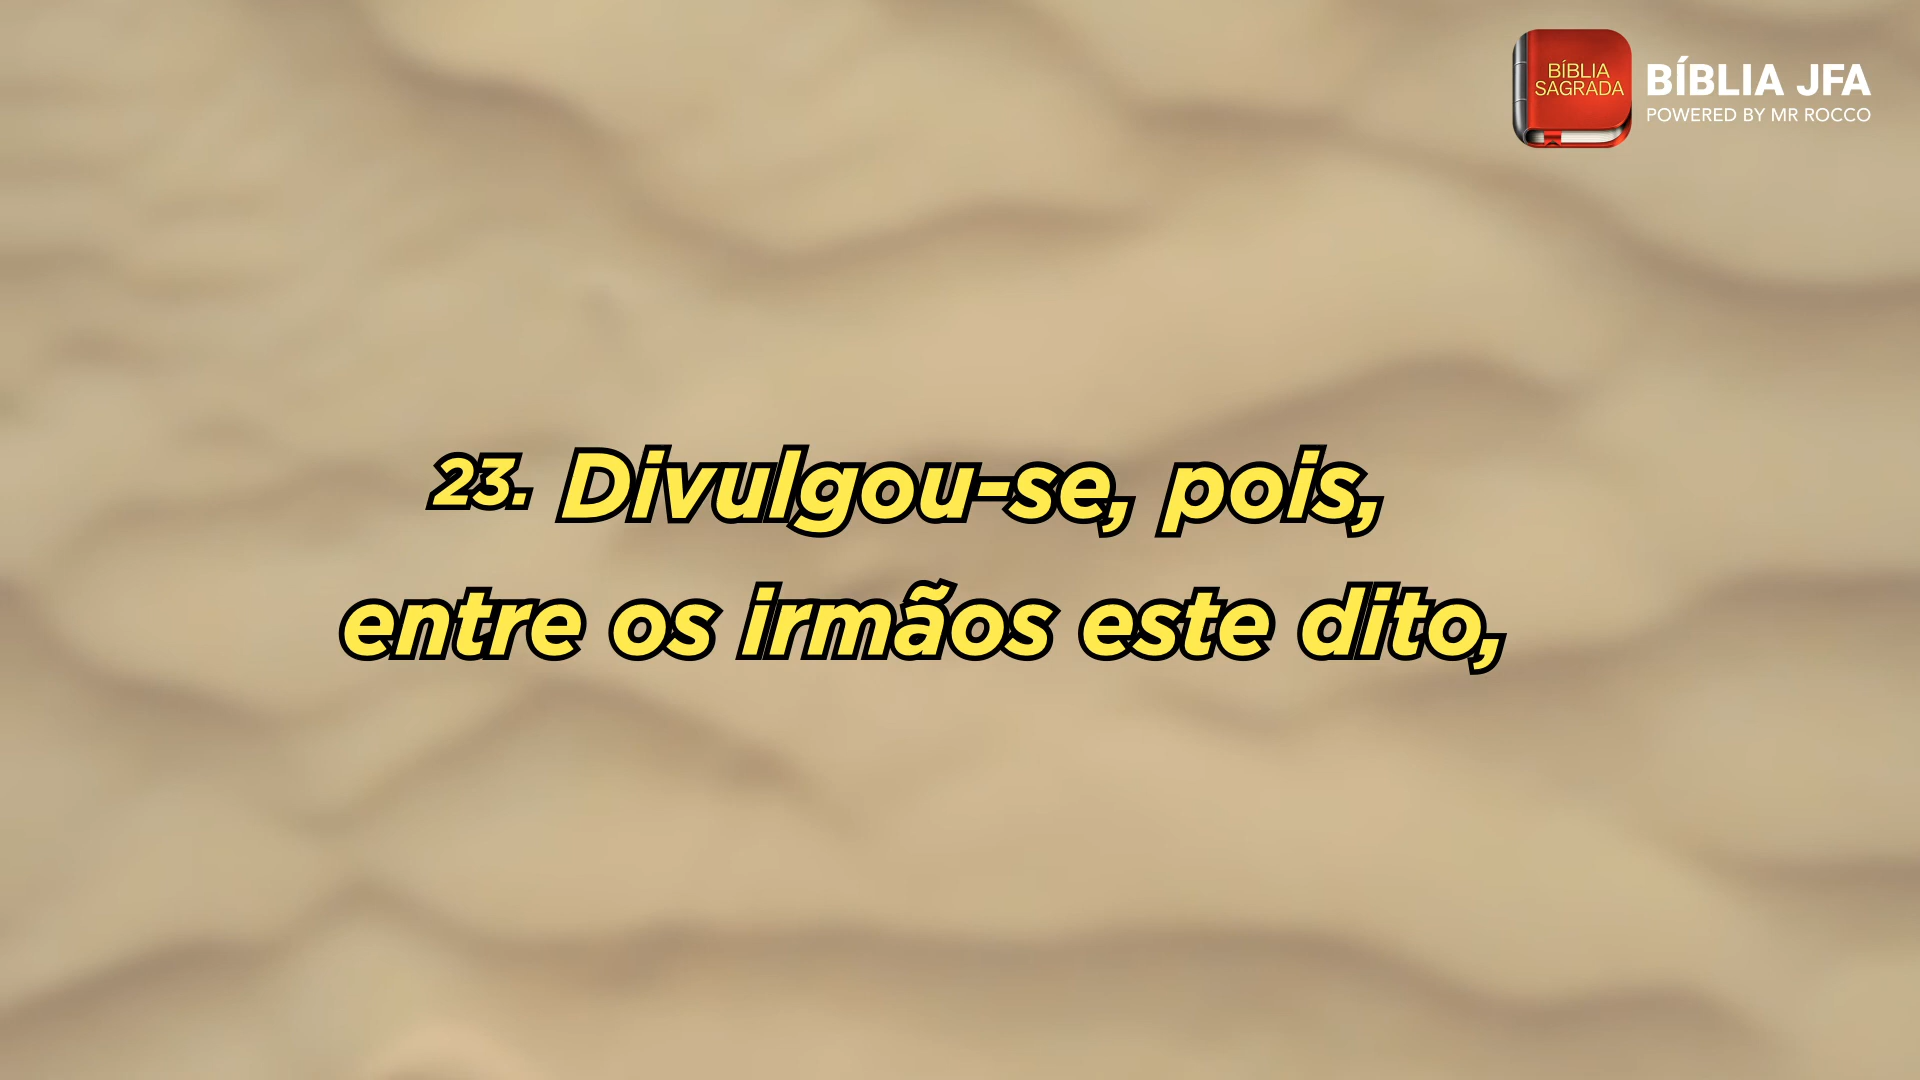 BÍBLIA
SAGRADA
BÍBLIA JFA
POWERED BY MR ROCCO
23. Divulgou-se, pois,
entre os irmãos este dito,